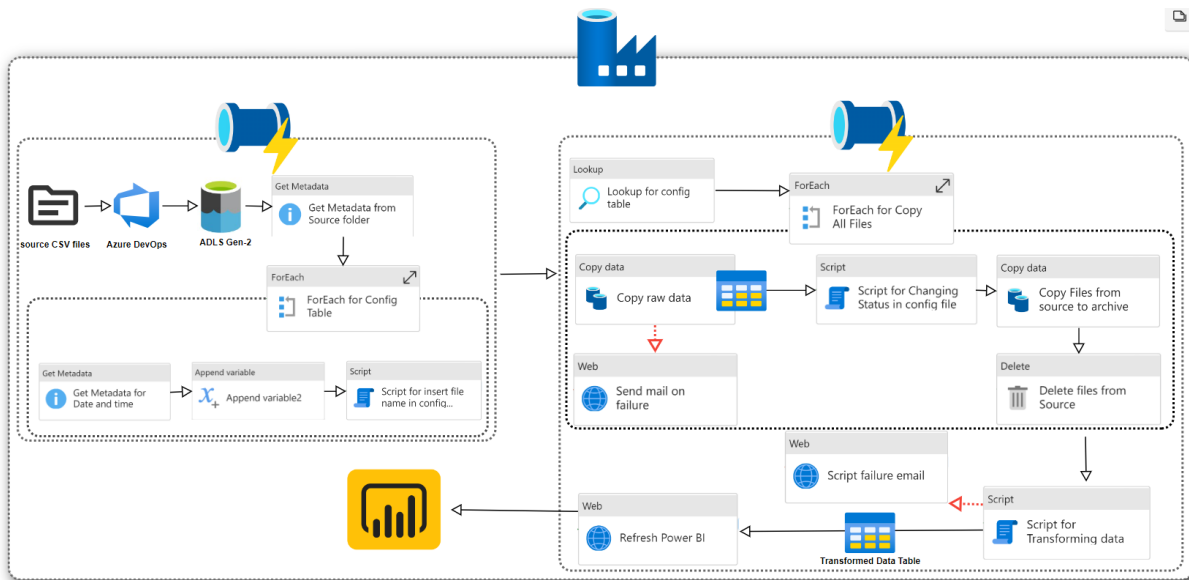 source CSV files
Azure DevOps
ADLS Gen-2
Get Metadata
Get Metadata from
Source folder
ForEach
ForEach for Config
Table
Get Metadata
Get Metadata for
Date and time
Append variable
Append variable2
Script
Script for insert file
name in config...
Lookup
Lookup for config
table
ForEach
ForEach for Copy
All Files
Copy data
Copy raw data
Script
Script for Changing
Status in config file
Copy data
Copy Files from
source to archive
Web
Send mail on
failure
Delete
Delete files from
Source
Web
Script failure email
Script
Script for
Transforming data
Transformed Data Table
Web
Refresh Power BI